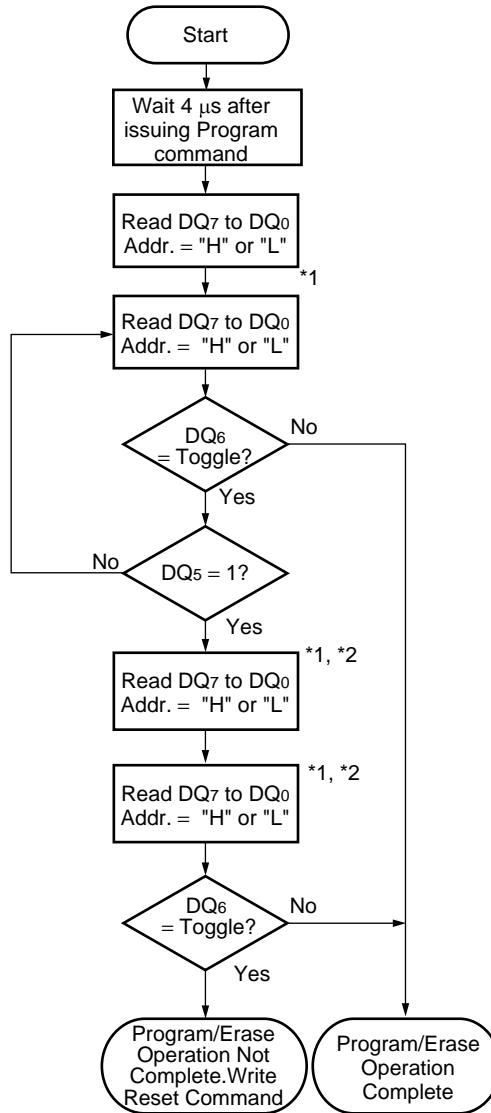 Start
Wait 4 μs after
issuing Program
command
Read DQ7 to DQ0
Addr. = "H" or "L"
*1
Read DQ7 to DQ0
Addr. =  "H" or "L"
DQ6
= Toggle?
No
Yes
No
DQ5 = 1?
Yes
*1, *2
Read DQ7 to DQ0
Addr. =  "H" or "L"
*1, *2
Read DQ7 to DQ0
Addr. =  "H" or "L"
DQ6
= Toggle?
No
Yes
Program/Erase
Operation Not
Complete.Write
Reset Command
Program/Erase
Operation
Complete